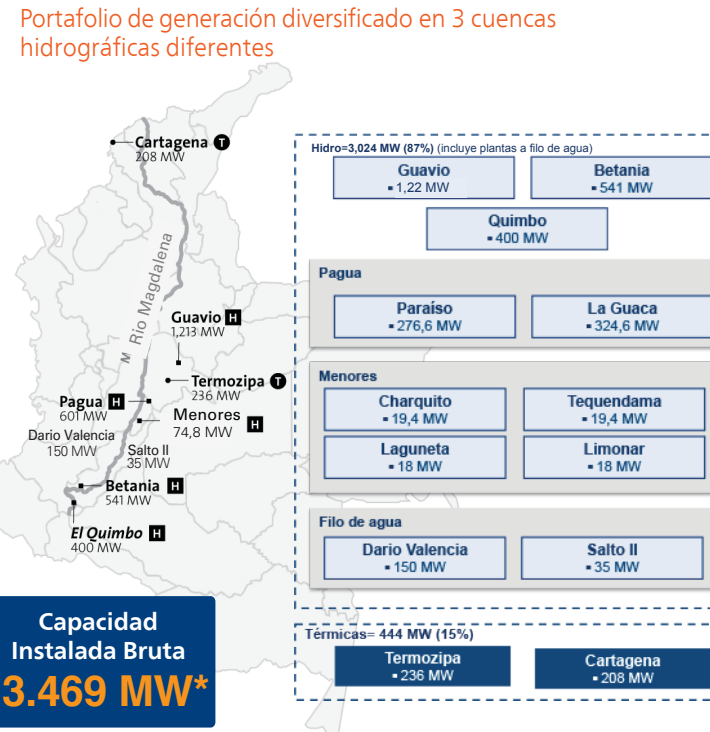 Portafolio de generación diversificado en 3 cuencas
hidrográficas diferentes
Cartagena T
208 MW
Rio Magdalena
M
Guavio H
1,213 MW
Termozipa T
236 MW
Pagua H
601 MW
Menores H
74,8 MW
Dario Valencia
150 MW
Salto II
35 MW
Betania H
541 MW
El Quimbo H
400 MW
Capacidad
Instalada Bruta
3.469 MW*
Hidro=3,024 MW (87%) (incluye plantas a filo de agua)
Guavio
▪ 1,22 MW
Betania
▪ 541 MW
Quimbo
▪ 400 MW
Pagua
Paraíso
▪ 276,6 MW
La Guaca
▪ 324,6 MW
Menores
Charquito
▪ 19,4 MW
Tequendama
▪ 19,4 MW
Laguneta
▪ 18 MW
Limonar
▪ 18 MW
Filo de agua
Dario Valencia
▪ 150 MW
Salto II
▪ 35 MW
Térmicas= 444 MW (15%)
Termozipa
▪ 236 MW
Cartagena
▪ 208 MW